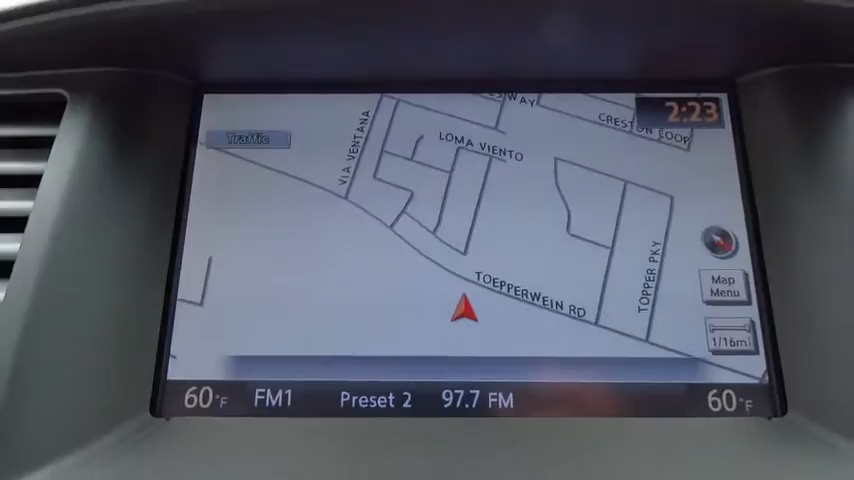 WAY
CRESTON LOOP
2:23
Traffic
VIA VENTANA
LOMA VIENTO
TOPPER PKY
TOEPPERWEIN RD
Map
Menu
1/16mi
60°F
FM1
Preset 2
97.7 FM
60°F